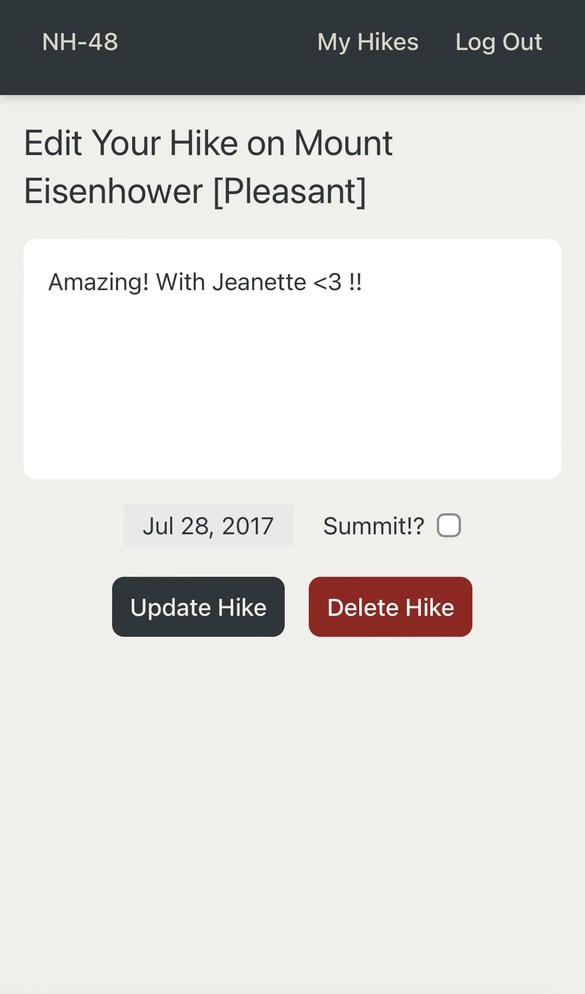 NH-48 My Hikes Log Out
Edit Your Hike on Mount
Eisenhower [Pleasant]
Amazing! With Jeanette <3 !!
Jul 28, 2017 Summit!?
Update Hike Delete Hike